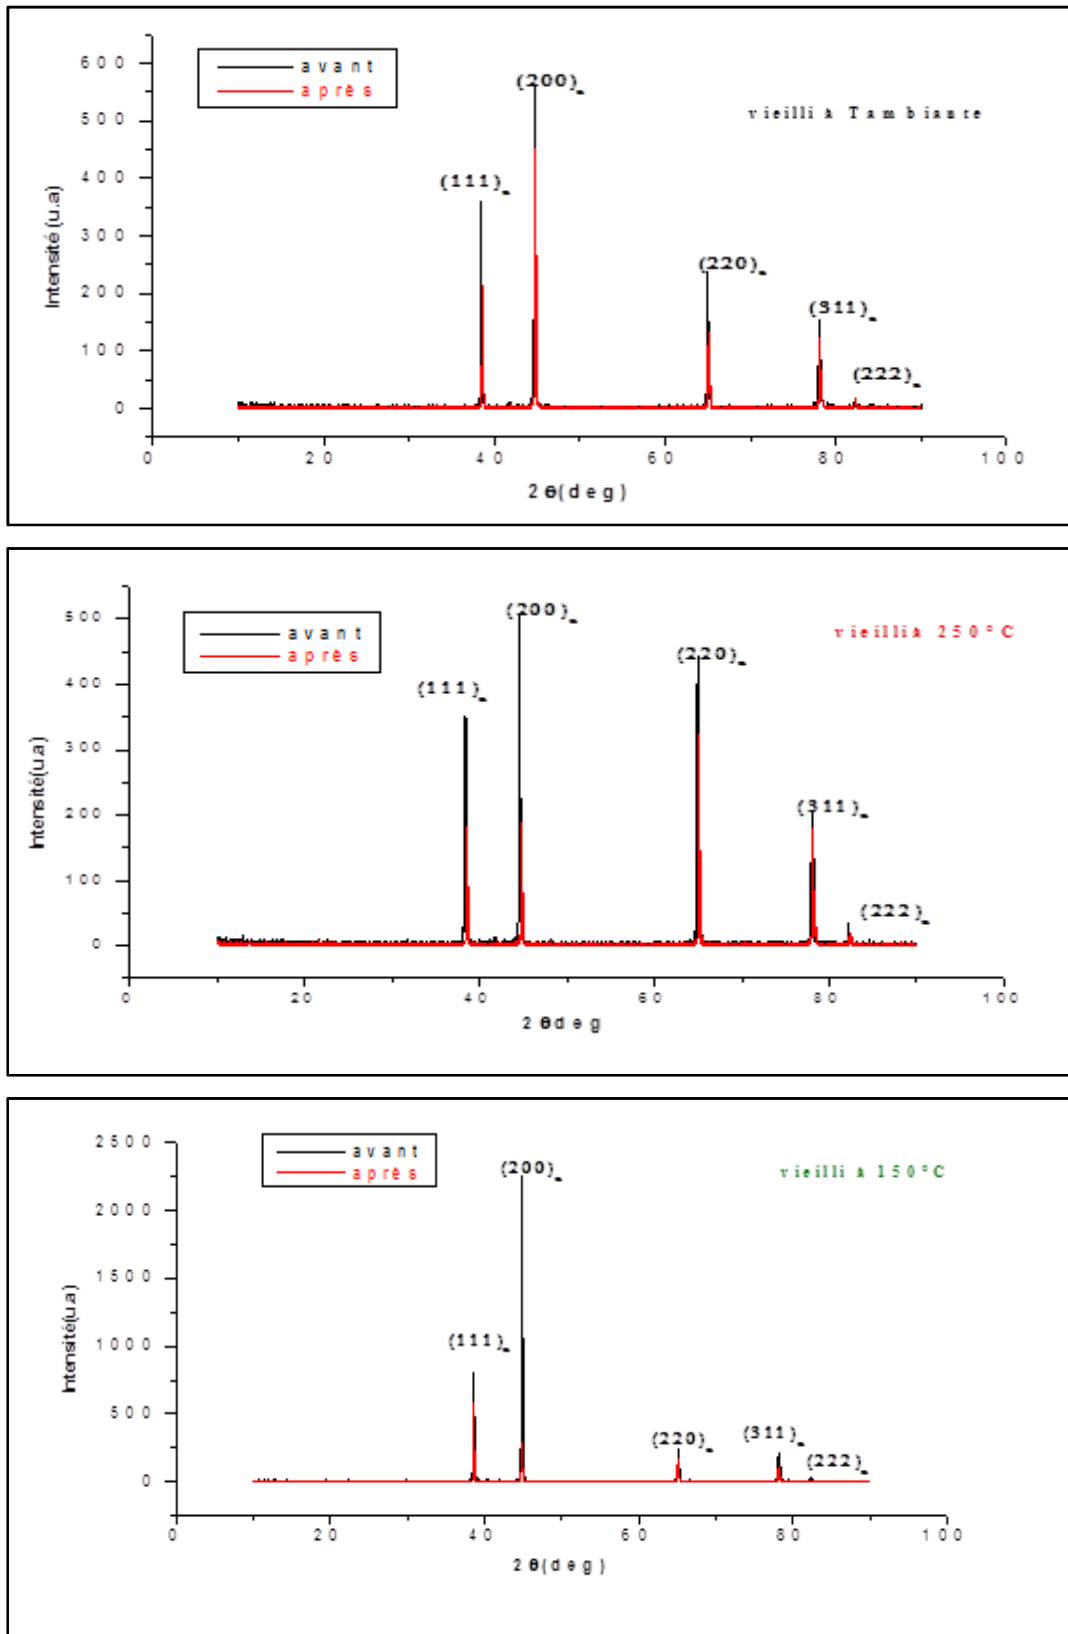 avant
après
(200)α
vieilli à Tambiante
(111)α
(220)α
(311)α
(222)α
600
500
400
300
200
100
0
Intensité (u.a)
0 20 40 60 80 100
2θ(deg)
avant
après
(200)α
vieilli à 250°C
(220)α
(111)α
(311)α
(222)α
500
400
300
200
100
0
Intensité(u.a)
0 20 40 60 80 100
2θdeg
avant
après
(200)α
vieilli à 150°C
(111)α
(311)α
(220)α
(222)α
2500
2000
1500
1000
500
0
Intensité(u.a)
0 20 40 60 80 100
2θ(deg)